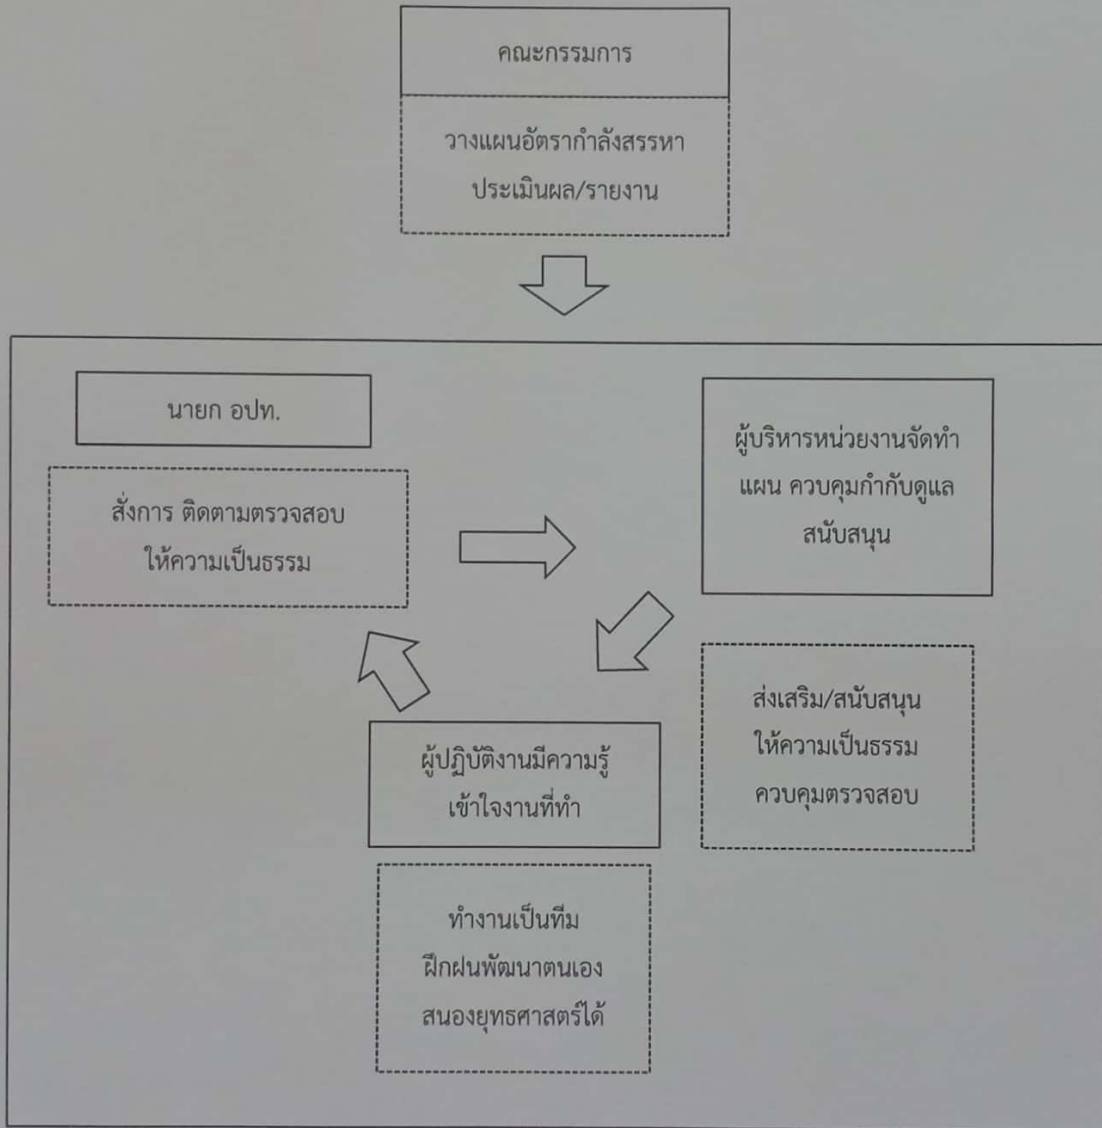 คณะกรรมการ
วางแผนอัตรากำลังสรรหา
ประเมินผล/รายงาน
นายก อปท.
สั่งการ ติดตามตรวจสอบ
ให้ความเป็นธรรม
ผู้บริหารหน่วยงานจัดทำ
แผน ควบคุมกำกับดูแล
สนับสนุน
ส่งเสริม/สนับสนุน
ให้ความเป็นธรรม
ควบคุมตรวจสอบ
ผู้ปฏิบัติงานมีความรู้
เข้าใจงานที่ทำ
ทำงานเป็นทีม
ฝึกฝนพัฒนาตนเอง
สนองยุทธศาสตร์ได้